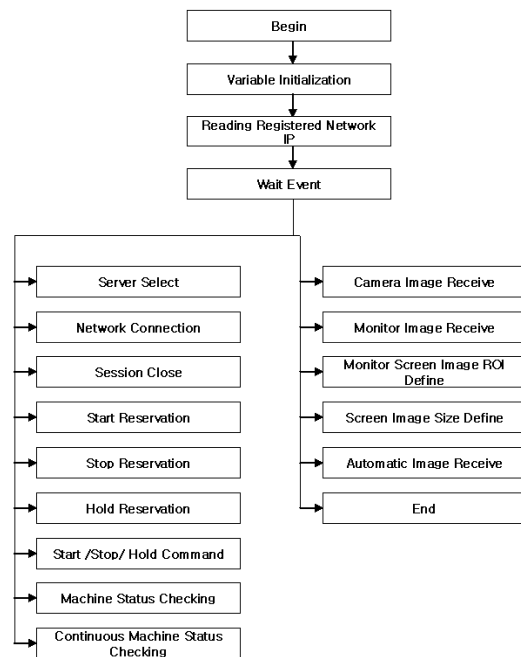 Begin
Variable Initialization
Reading Registered Network
IP
Wait Event
Server Select
Network Connection
Session Close
Start Reservation
Stop Reservation
Hold Reservation
Start /Stop/ Hold Command
Machine Status Checking
Continuous Machine Status
Checking
Camera Image Receive
Monitor Image Receive
Monitor Screen Image ROI
Define
Screen Image Size Define
Automatic Image Receive
End